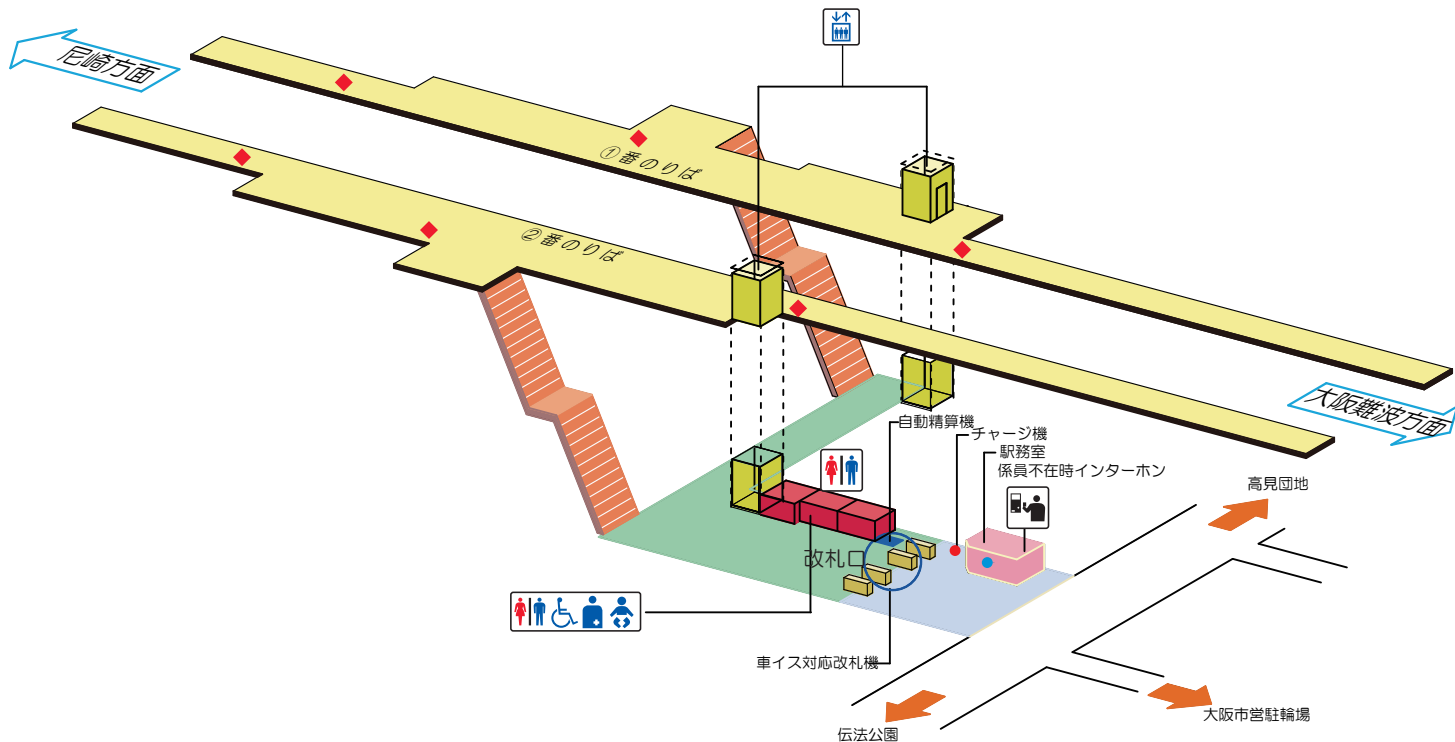 尼崎方面
①番のりば
②番のりば
大阪難波方面
自動精算機
チャージ機
駅務室
係員不在時インターホン
高見団地
改札口
車イス対応改札機
大阪市営駐輪場
伝法公園